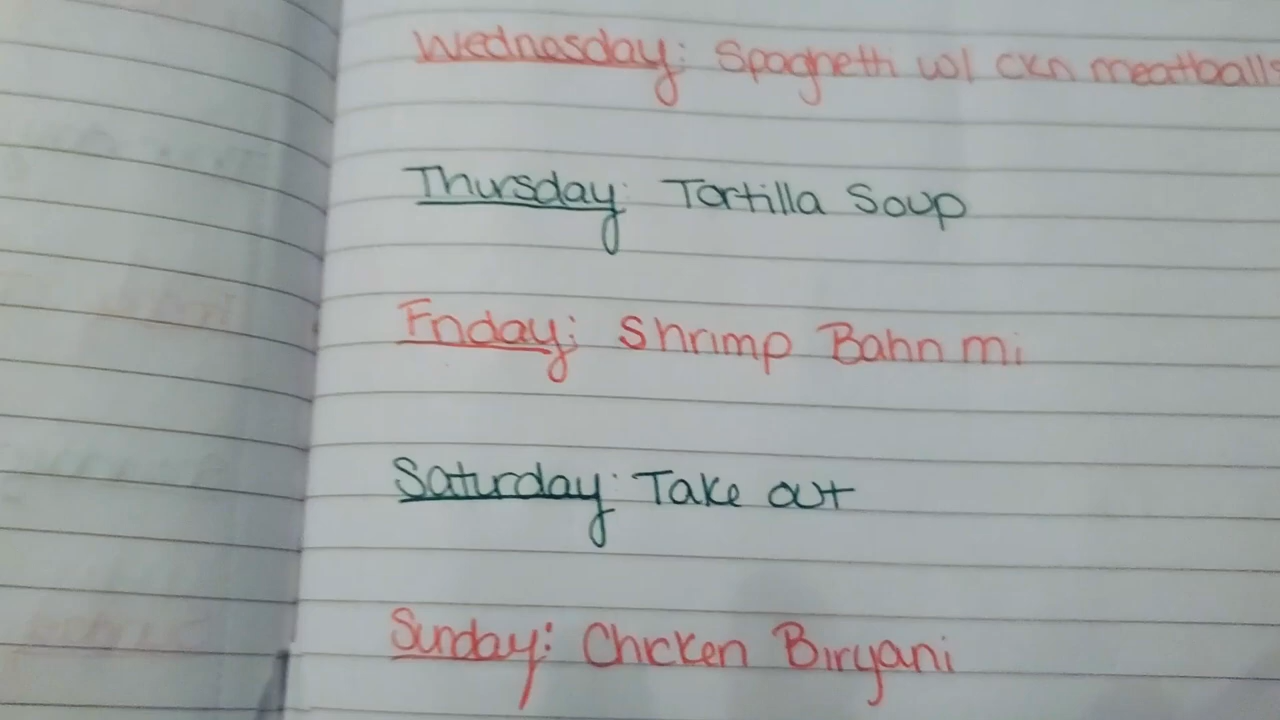 Wednesday: Spaghetti w/ ckn meatballs
Thursday: Tortilla Soup
Friday: Shrimp Bahn mi
Saturday: Take out
Sunday: Chicken Biryani